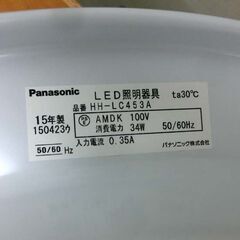 Panasonic LED照明器具 ta30℃
15年製 品番 HH-LC453A
150423ウ AMDK 100V
消費電力 34W 50/60Hz
50/60 Hz 入力電流 0.35A
パナソニック株式会社